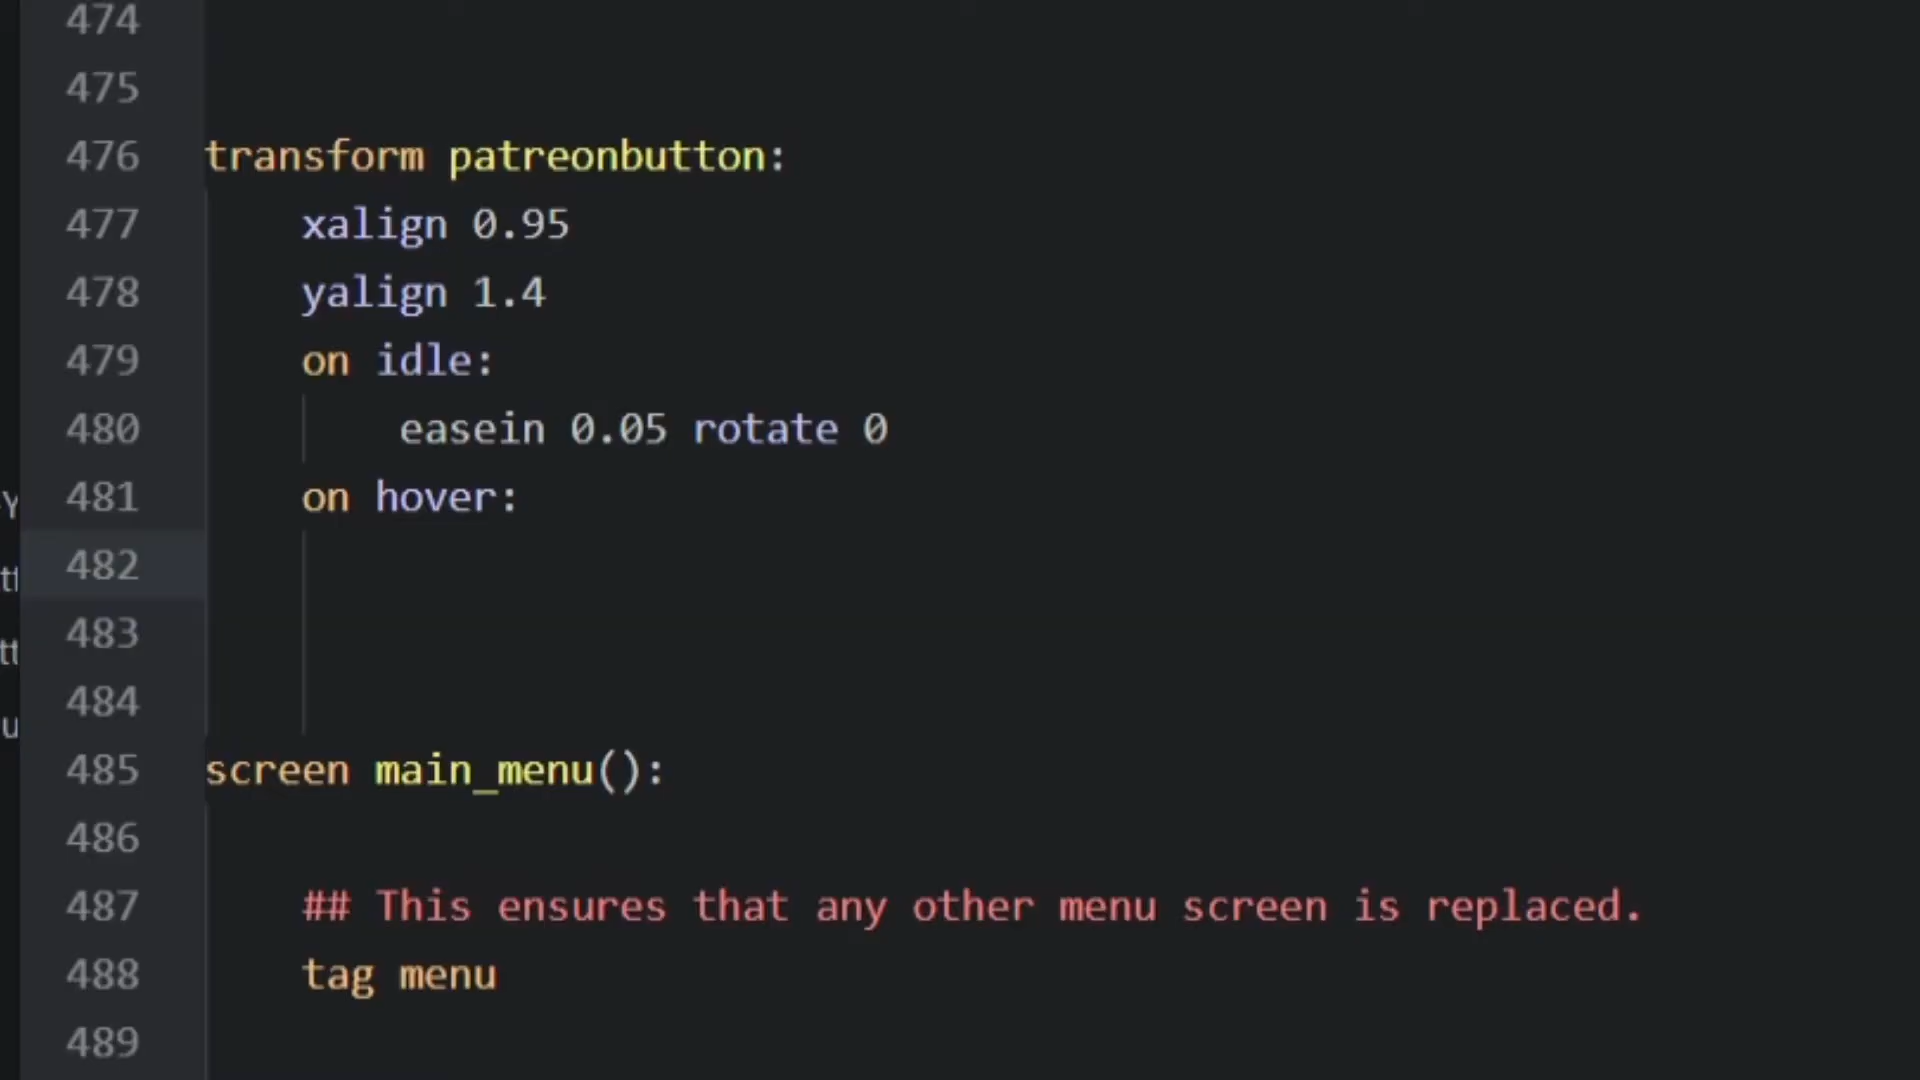 474
475
476 transform patreonbutton:
477 xalign 0.95
478 yalign 1.4
479 on idle:
480 easein 0.05 rotate 0
481 on hover:
482
483
484
485 screen main_menu():
486
487 ## This ensures that any other menu screen is replaced.
488 tag menu
489